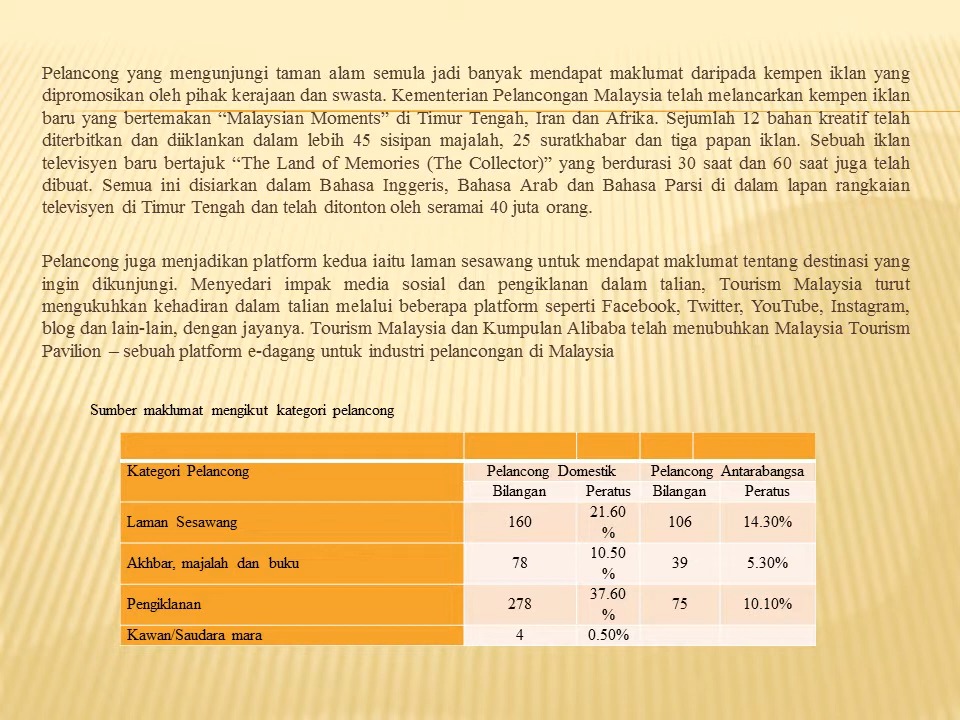 Pelancong yang mengunjungi taman alam semula jadi banyak mendapat maklumat daripada kempen iklan yang
dipromosikan oleh pihak kerajaan dan swasta. Kementerian Pelancongan Malaysia telah melancarkan kempen iklan
baru yang bertemakan “Malaysian Moments” di Timur Tengah, Iran dan Afrika. Sejumlah 12 bahan kreatif telah
diterbitkan dan diiklankan dalam lebih 45 sisipan majalah, 25 suratkhabar dan tiga papan iklan. Sebuah iklan
televisyen baru bertajuk “The Land of Memories (The Collector)” yang berdurasi 30 saat dan 60 saat juga telah
dibuat. Semua ini disiarkan dalam Bahasa Inggeris, Bahasa Arab dan Bahasa Parsi di dalam lapan rangkaian
televisyen di Timur Tengah dan telah ditonton oleh seramai 40 juta orang.
Pelancong juga menjadikan platform kedua iaitu laman sesawang untuk mendapat maklumat tentang destinasi yang
ingin dikunjungi. Menyedari impak media sosial dan pengiklanan dalam talian, Tourism Malaysia turut
mengukuhkan kehadiran dalam talian melalui beberapa platform seperti Facebook, Twitter, YouTube, Instagram,
blog dan lain-lain, dengan jayanya. Tourism Malaysia dan Kumpulan Alibaba telah menubuhkan Malaysia Tourism
Pavilion – sebuah platform e-dagang untuk industri pelancongan di Malaysia
Sumber maklumat mengikut kategori pelancong
Kategori Pelancong Pelancong Domestik Pelancong Antarabangsa
Bilangan Peratus Bilangan Peratus
Laman Sesawang 160 21.60 % 106 14.30%
Akhbar, majalah dan buku 78 10.50 % 39 5.30%
Pengiklanan 278 37.60 % 75 10.10%
Kawan/Saudara mara 4 0.50%